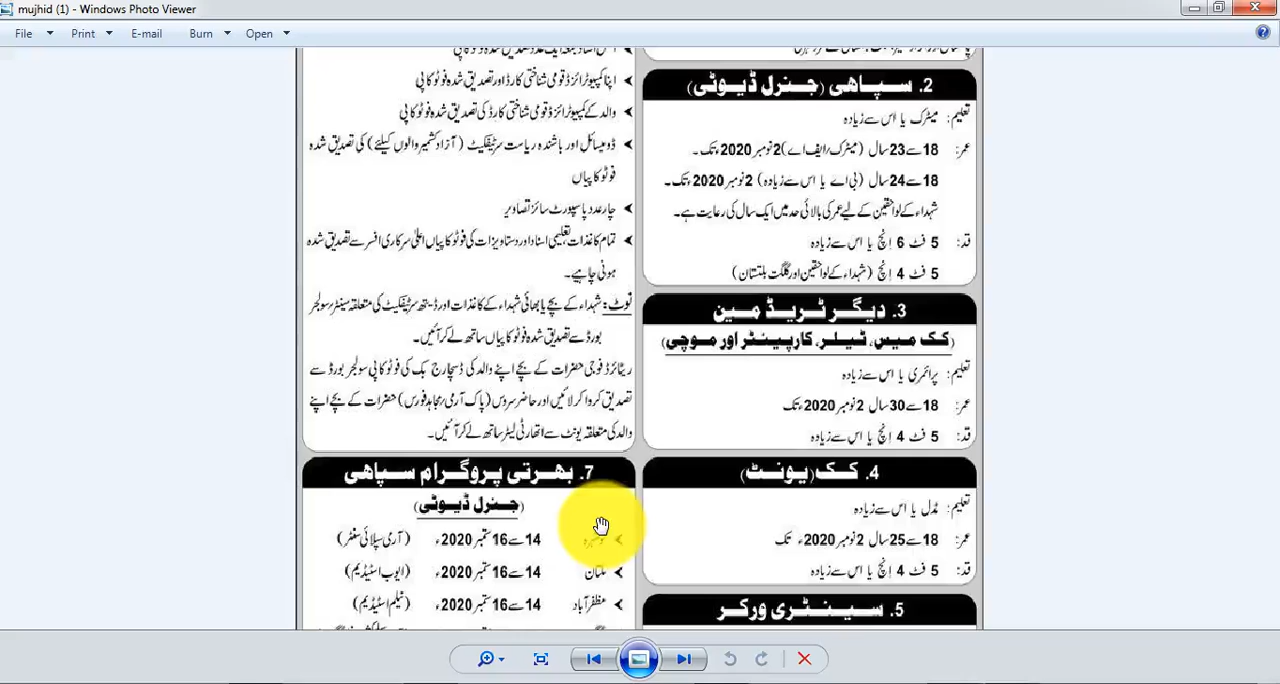 mujhid (1) - Windows Photo Viewer
File Print E-mail Burn Open
2. سپاهی (جنرل ڈیوٹی)
تعلیم: میٹرک یا اس سے زیادہ
عمر: 18 سے 23 سال (میٹرک/ایف اے) 2 نومبر 2020ء تک۔
18 سے 24 سال (بی اے یا اس سے زیادہ) 2 نومبر 2020ء تک۔
شہداء کے لواحقین کے لیے عمر کی بالائی حد میں ایک سال کی رعایت ہے۔
قد: 5 فٹ 6 اِنچ یا اس سے زیادہ
5 فٹ 4 اِنچ (شہداء کے لواحقین اور گلگت بلتستان)
3. دیگر ٹریڈ مین
(کک میس، ٹیلر، کارپینٹر اور موچی)
تعلیم: پرائمری یا اس سے زیادہ
عمر: 18 سے 30 سال 2 نومبر 2020ء تک
قد: 5 فٹ 4 اِنچ یا اس سے زیادہ
4. کک (یونٹ)
تعلیم: مڈل یا اس سے زیادہ
عمر: 18 سے 25 سال 2 نومبر 2020ء تک
قد: 5 فٹ 4 اِنچ یا اس سے زیادہ
5. سینٹری ورکر
اپنا کمپیوٹرائزڈ قومی شناختی کارڈ اور تصدیق شدہ فوٹو کاپی
والد کے کمپیوٹرائزڈ قومی شناختی کارڈ کی تصدیق شدہ فوٹو کاپی
ڈومیسائل اور باشندہ ریاست سرٹیفکیٹ (آزاد کشمیر والوں کیلئے) کی تصدیق شدہ
فوٹو کاپیاں
چار عدد پاسپورٹ سائز تصاویر
تمام کاغذات تعلیمی اسناد اور دستاویزات کی فوٹو کاپیاں اعلیٰ سرکاری افسر سے تصدیق شدہ
ہونی چاہیے۔
نوٹ: شہداء کے بچے یا بھائی شہداء کے کاغذات اور ڈیتھ سرٹیفکیٹ کی متعلقہ سینٹر سولجر
بورڈ سے تصدیق شدہ فوٹو کاپیاں ساتھ لے کر آئیں۔
ریٹائرڈ فوجی حضرات کے بچے اپنے والد کی ڈسچارج بک کی فوٹو کاپی سولجر بورڈ سے
تصدیق کروا کر لائیں اور حاضر سروس (پاک آرمی/مجاہد فورس) حضرات کے بچے اپنے
والد کی متعلقہ یونٹ سے اتھارٹی لیٹر ساتھ لے کر آئیں۔
7. بھرتی پروگرام سپاهی
(جنرل ڈیوٹی)
14 سے 16 ستمبر 2020ء (آرمی سپلائی سنٹر)
ملتان 14 سے 16 ستمبر 2020ء (ایوب اسٹیڈیم)
مظفرآباد 14 سے 16 ستمبر 2020ء (نیلم اسٹیڈیم)